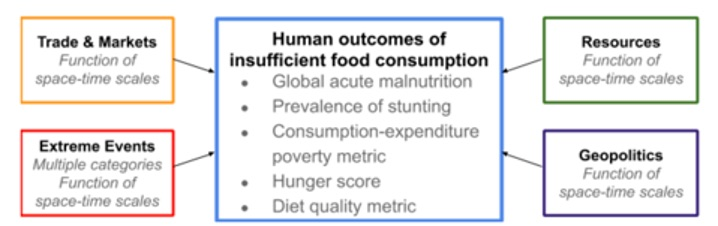 Trade & Markets
Function of
space-time scales
Extreme Events
Multiple categories
Function of
space-time scales
Human outcomes of
insufficient food consumption
• Global acute malnutrition
• Prevalence of stunting
• Consumption-expenditure
poverty metric
• Hunger score
• Diet quality metric
Resources
Function of
space-time scales
Geopolitics
Function of
space-time scales